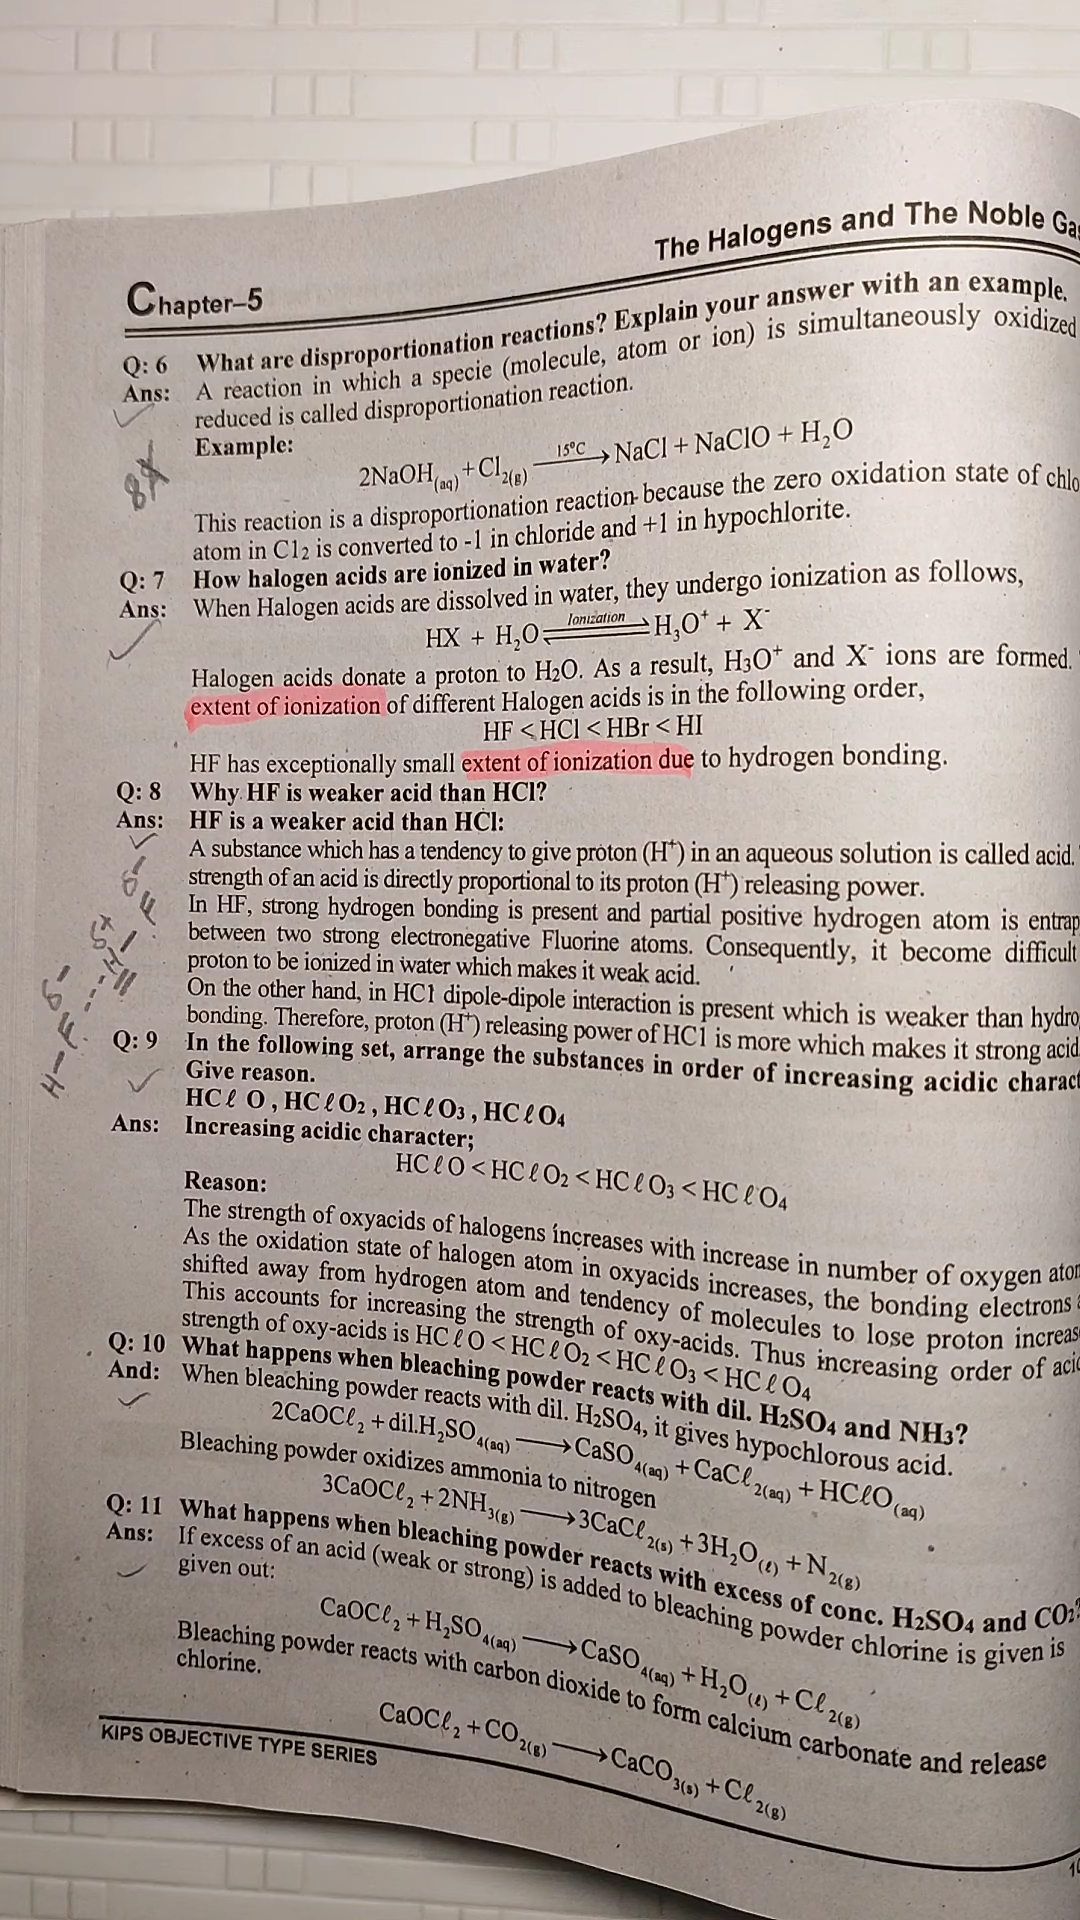 The Halogens and The Noble Ga
Chapter–5
Q: 6 What are disproportionation reactions? Explain your answer with an example.
Ans: A reaction in which a specie (molecule, atom or ion) is simultaneously oxidized
reduced is called disproportionation reaction.
Example:
2NaOH(aq) + Cl2(g) 15°C → NaCl + NaClO + H2O
This reaction is a disproportionation reaction because the zero oxidation state of chlo
atom in C12 is converted to -1 in chloride and +1 in hypochlorite.
Q: 7 How halogen acids are ionized in water?
Ans: When Halogen acids are dissolved in water, they undergo ionization as follows,
HX + H2O ⇌ Ionization H3O+ + X-
Halogen acids donate a proton to H2O. As a result, H3O+ and X- ions are formed.
extent of ionization of different Halogen acids is in the following order,
HF < HCl < HBr < HI
HF has exceptionally small extent of ionization due to hydrogen bonding.
Q: 8 Why HF is weaker acid than HCl?
Ans: HF is a weaker acid than HCl:
A substance which has a tendency to give proton (H+) in an aqueous solution is called acid.
strength of an acid is directly proportional to its proton (H+) releasing power.
In HF, strong hydrogen bonding is present and partial positive hydrogen atom is entrap
between two strong electronegative Fluorine atoms. Consequently, it become difficult
proton to be ionized in water which makes it weak acid.
On the other hand, in HC1 dipole-dipole interaction is present which is weaker than hydro
bonding. Therefore, proton (H+) releasing power of HC1 is more which makes it strong acid
Q: 9 In the following set, arrange the substances in order of increasing acidic charact
Give reason.
HCℓ O , HCℓO2 , HCℓO3 , HCℓO4
Ans: Increasing acidic character;
HCℓO < HCℓO2 < HCℓO3 < HCℓO4
Reason:
The strength of oxyacids of halogens increases with increase in number of oxygen atom
As the oxidation state of halogen atom in oxyacids increases, the bonding electrons
shifted away from hydrogen atom and tendency of molecules to lose proton increas
This accounts for increasing the strength of oxy-acids. Thus increasing order of acid
strength of oxy-acids is HCℓO < HCℓO2 < HCℓO3 < HCℓO4
Q: 10 What happens when bleaching powder reacts with dil. H2SO4 and NH3?
And: When bleaching powder reacts with dil. H2SO4, it gives hypochlorous acid.
2CaOCℓ2 + dil.H2SO4(aq) → CaSO4(aq) + CaCℓ2(aq) + HCℓO(aq)
Bleaching powder oxidizes ammonia to nitrogen
3CaOCℓ2 + 2NH3(g) → 3CaCℓ2(s) + 3H2O(ℓ) + N2(g)
Q: 11 What happens when bleaching powder reacts with excess of conc. H2SO4 and CO2?
Ans: If excess of an acid (weak or strong) is added to bleaching powder chlorine is given is
given out:
CaOCℓ2 + H2SO4(aq) → CaSO4(aq) + H2O(ℓ) + Cℓ2(g)
Bleaching powder reacts with carbon dioxide to form calcium carbonate and release
chlorine.
CaOCℓ2 + CO2(g) → CaCO3(s) + Cℓ2(g)
KIPS OBJECTIVE TYPE SERIES